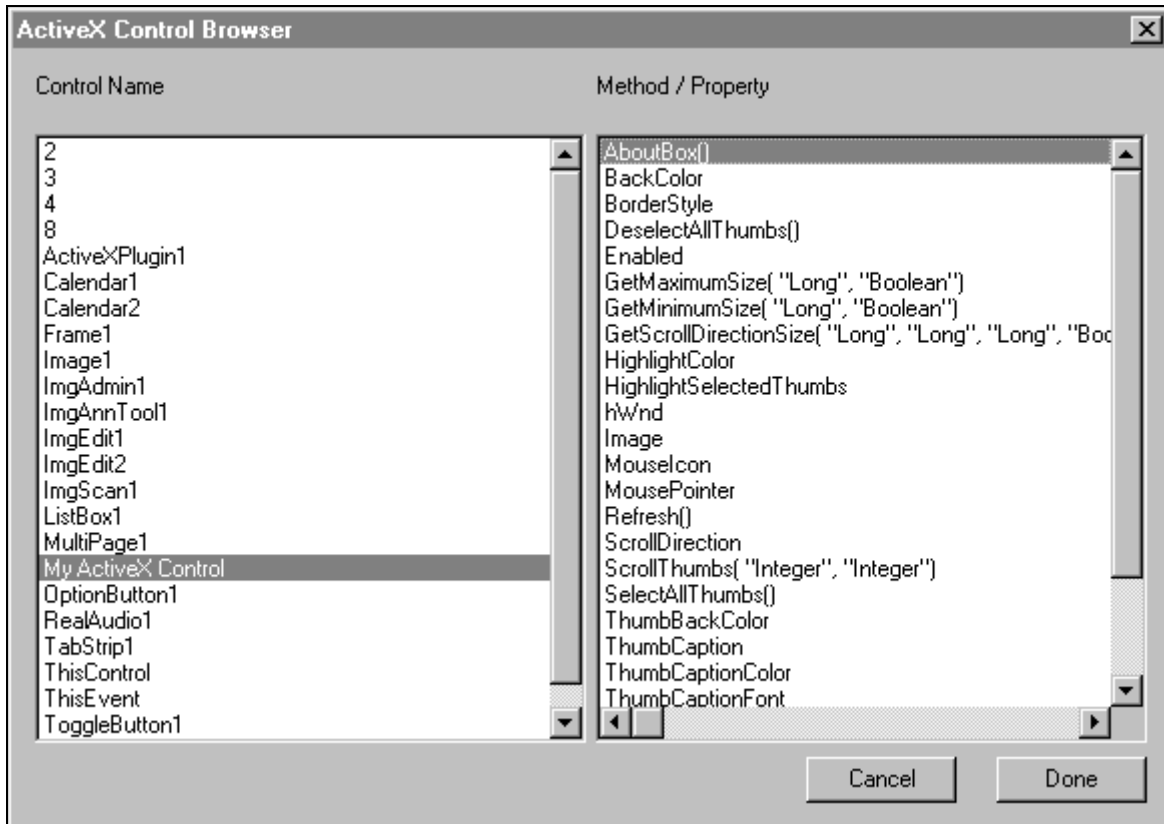 ActiveX Control Browser
Control Name
Method / Property
2
3
4
8
ActiveXPlugin1
Calendar1
Calendar2
Frame1
Image1
ImgAdmin1
ImgAnnTool1
ImgEdit1
ImgEdit2
ImgScan1
ListBox1
MultiPage1
My ActiveX Control
OptionButton1
RealAudio1
TabStrip1
ThisControl
ThisEvent
ToggleButton1
AboutBox()
BackColor
BorderStyle
DeselectAllThumbs()
Enabled
GetMaximumSize( "Long", "Boolean")
GetMinimumSize( "Long", "Boolean")
GetScrollDirectionSize( "Long", "Long", "Long", "Boo
HighlightColor
HighlightSelectedThumbs
hWnd
Image
MouseIcon
MousePointer
Refresh()
ScrollDirection
ScrollThumbs( "Integer", "Integer")
SelectAllThumbs()
ThumbBackColor
ThumbCaption
ThumbCaptionColor
ThumbCaptionFont
Cancel
Done